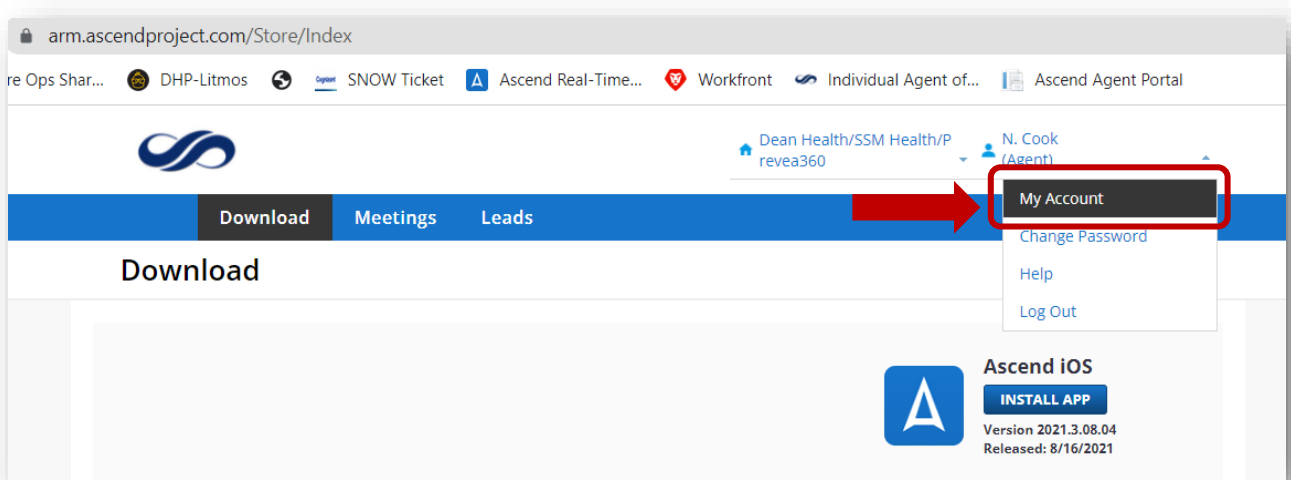 arm.ascendproject.com/Store/Index
re Ops Shar... DHP-Litmos Cognizant SNOW Ticket Ascend Real-Time... Workfront Individual Agent of... Ascend Agent Portal
Dean Health/SSM Health/P
revea360
N. Cook
(Agent)
Download Meetings Leads
My Account
Change Password
Help
Log Out
Download
Ascend iOS
INSTALL APP
Version 2021.3.08.04
Released: 8/16/2021